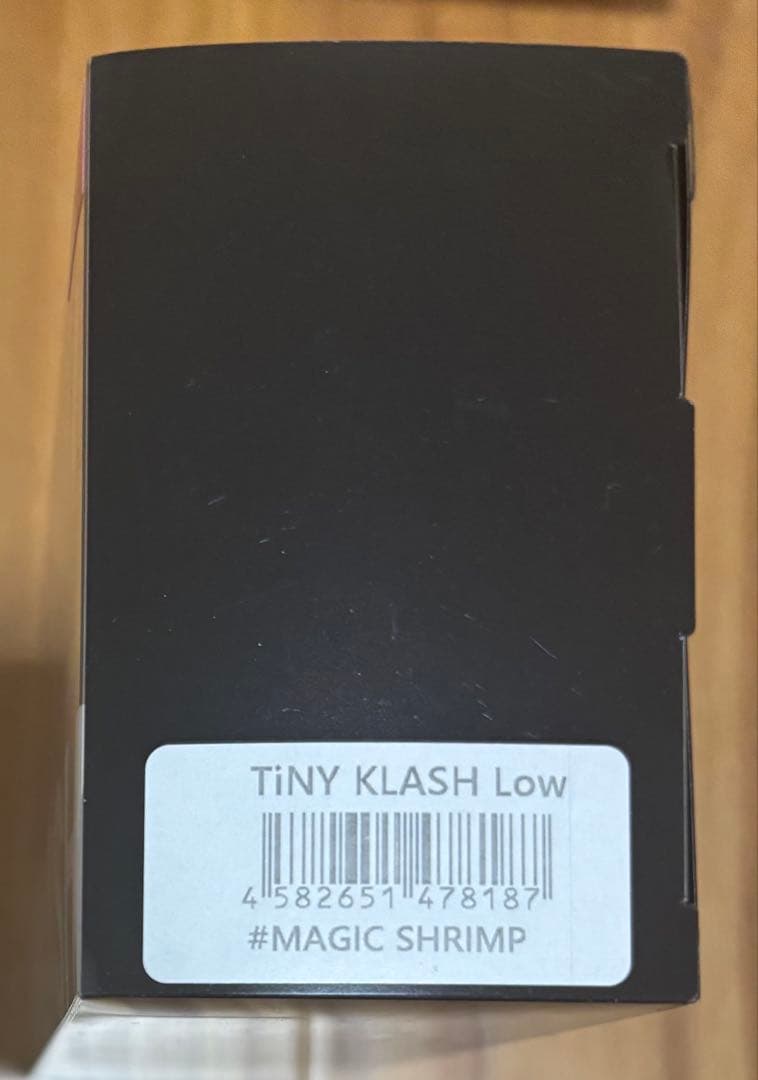 TiNY KLASH Low
4 582651 478187
#MAGIC SHRIMP